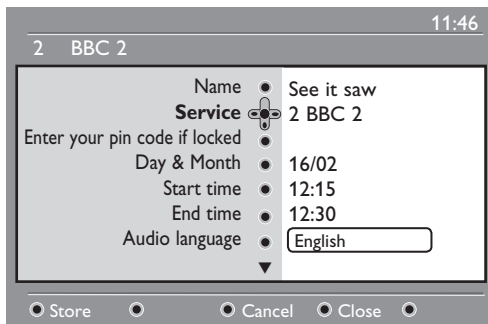 11:46
2 BBC 2
Name See it saw
Service 2 BBC 2
Enter your pin code if locked
Day & Month 16/02
Start time 12:15
End time 12:30
Audio language English
Store Cancel Close